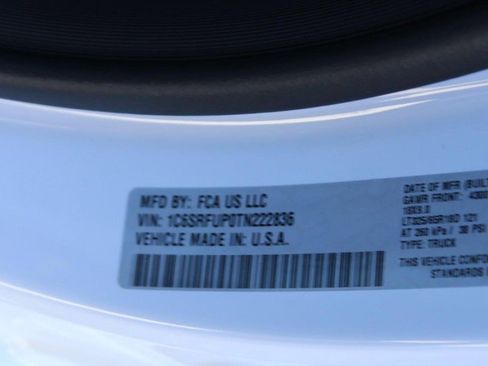 MFD BY: FCA US LLC
VIN: 1C6SRFUP0TN222836
VEHICLE MADE IN: U.S.A.
DATE OF MFR (BUILT
GAWR FRONT:
18X9.0
LT325/65R18D 121
AT 260 kPa / 38 PSI
TYPE: TRUCK
THIS VEHICLE CONFO
STANDARDS